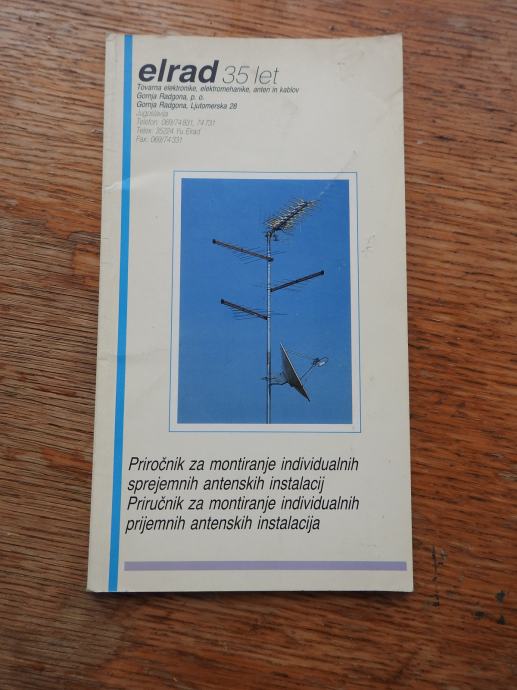 elrad 35 let
Tovarna elektronike, elektromehanike, anten in kablov
Gornja Radgona, p. o.
Gornja Radgona, Ljutomerska 28
Jugoslavija
Telefon: 069/74 831, 74 731
Telex: 35224 Yu Elrad
Fax: 069/74 331
Priročnik za montiranje individualnih
sprejemnih antenskih instalacij
Priručnik za montiranje individualnih
prijemnih antenskih instalacija